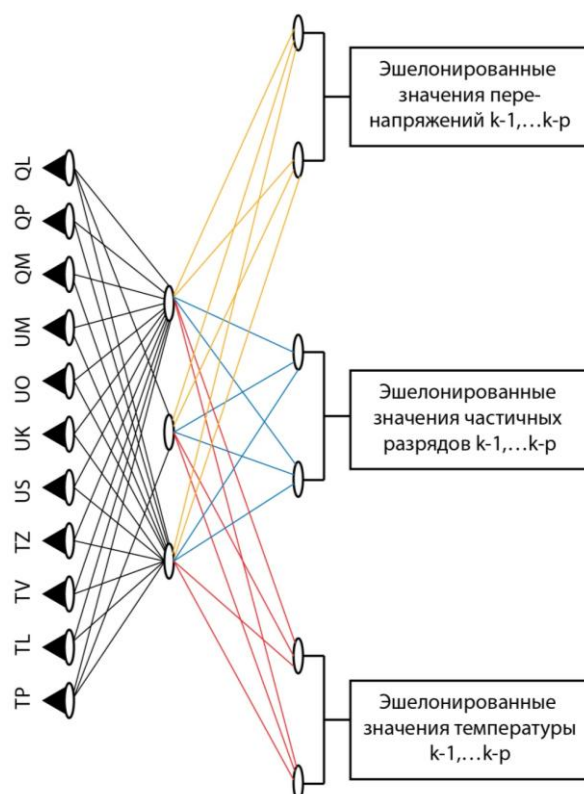 Эшелонированные
значения пере-
напряжений k-1,...k-p
QL
QP
QM
UM
UO
UK
US
TZ
TV
TL
TP
Эшелонированные
значения частичных
разрядов k-1,...k-p
Эшелонированные
значения температуры
k-1,...k-p